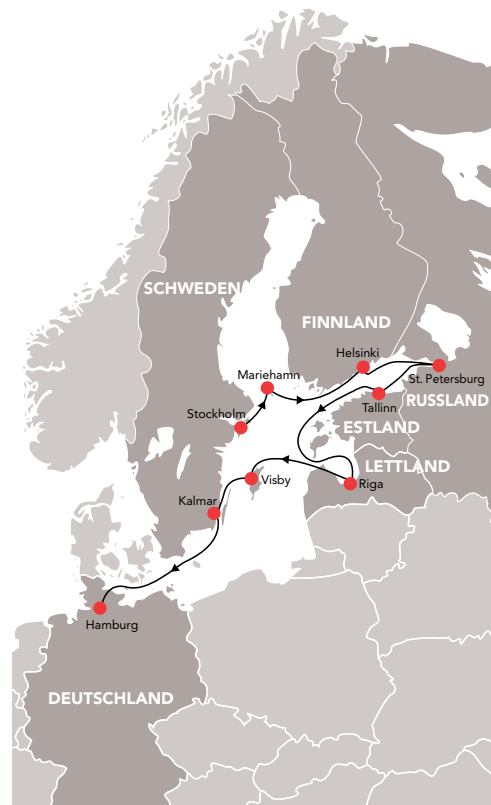 SCHWEDEN
FINNLAND
Helsinki
Mariehamn
St. Petersburg
RUSSLAND
Tallinn
Stockholm
ESTLAND
LETTLAND
Visby
Riga
Kalmar
Hamburg
DEUTSCHLAND